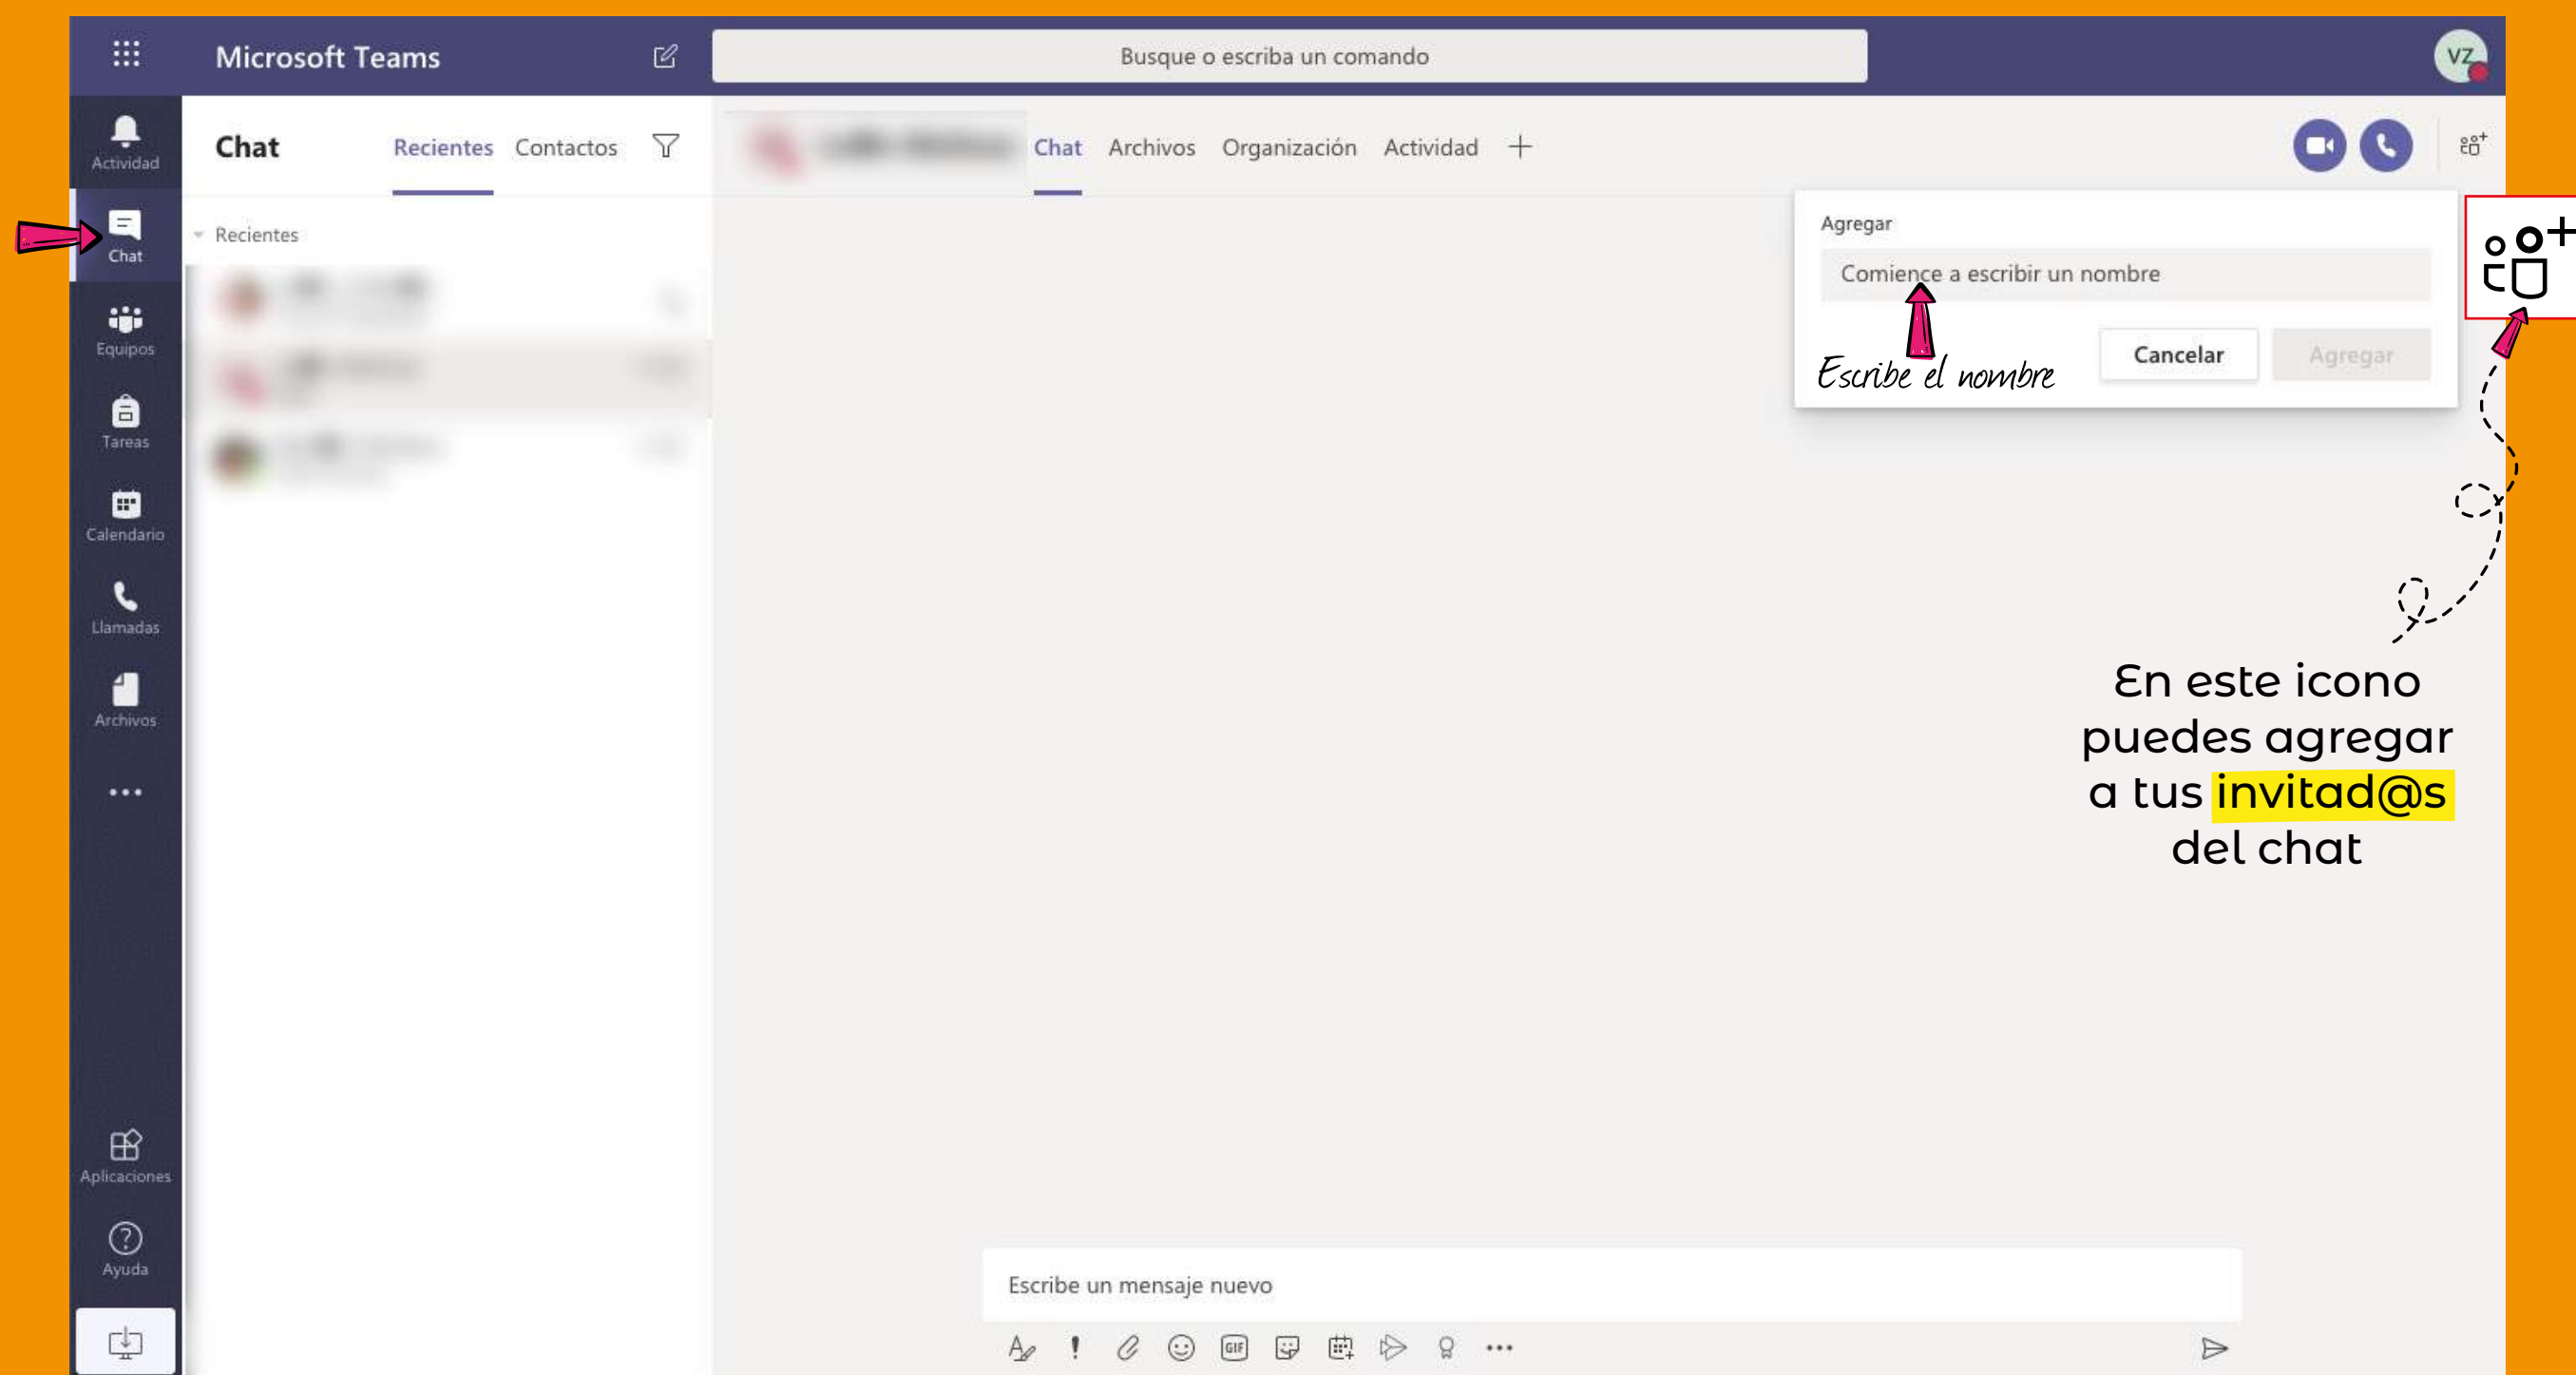 Microsoft Teams
Busque o escriba un comando
VZ
Actividad
Chat
Equipos
Tareas
Calendario
Llamadas
Archivos
Aplicaciones
Ayuda
Chat Recientes Contactos
Recientes
Chat Archivos Organización Actividad
Agregar
Comience a escribir un nombre
Escribe el nombre
Cancelar Agregar
En este icono
puedes agregar
a tus invitad@s
del chat
Escribe un mensaje nuevo
GIF